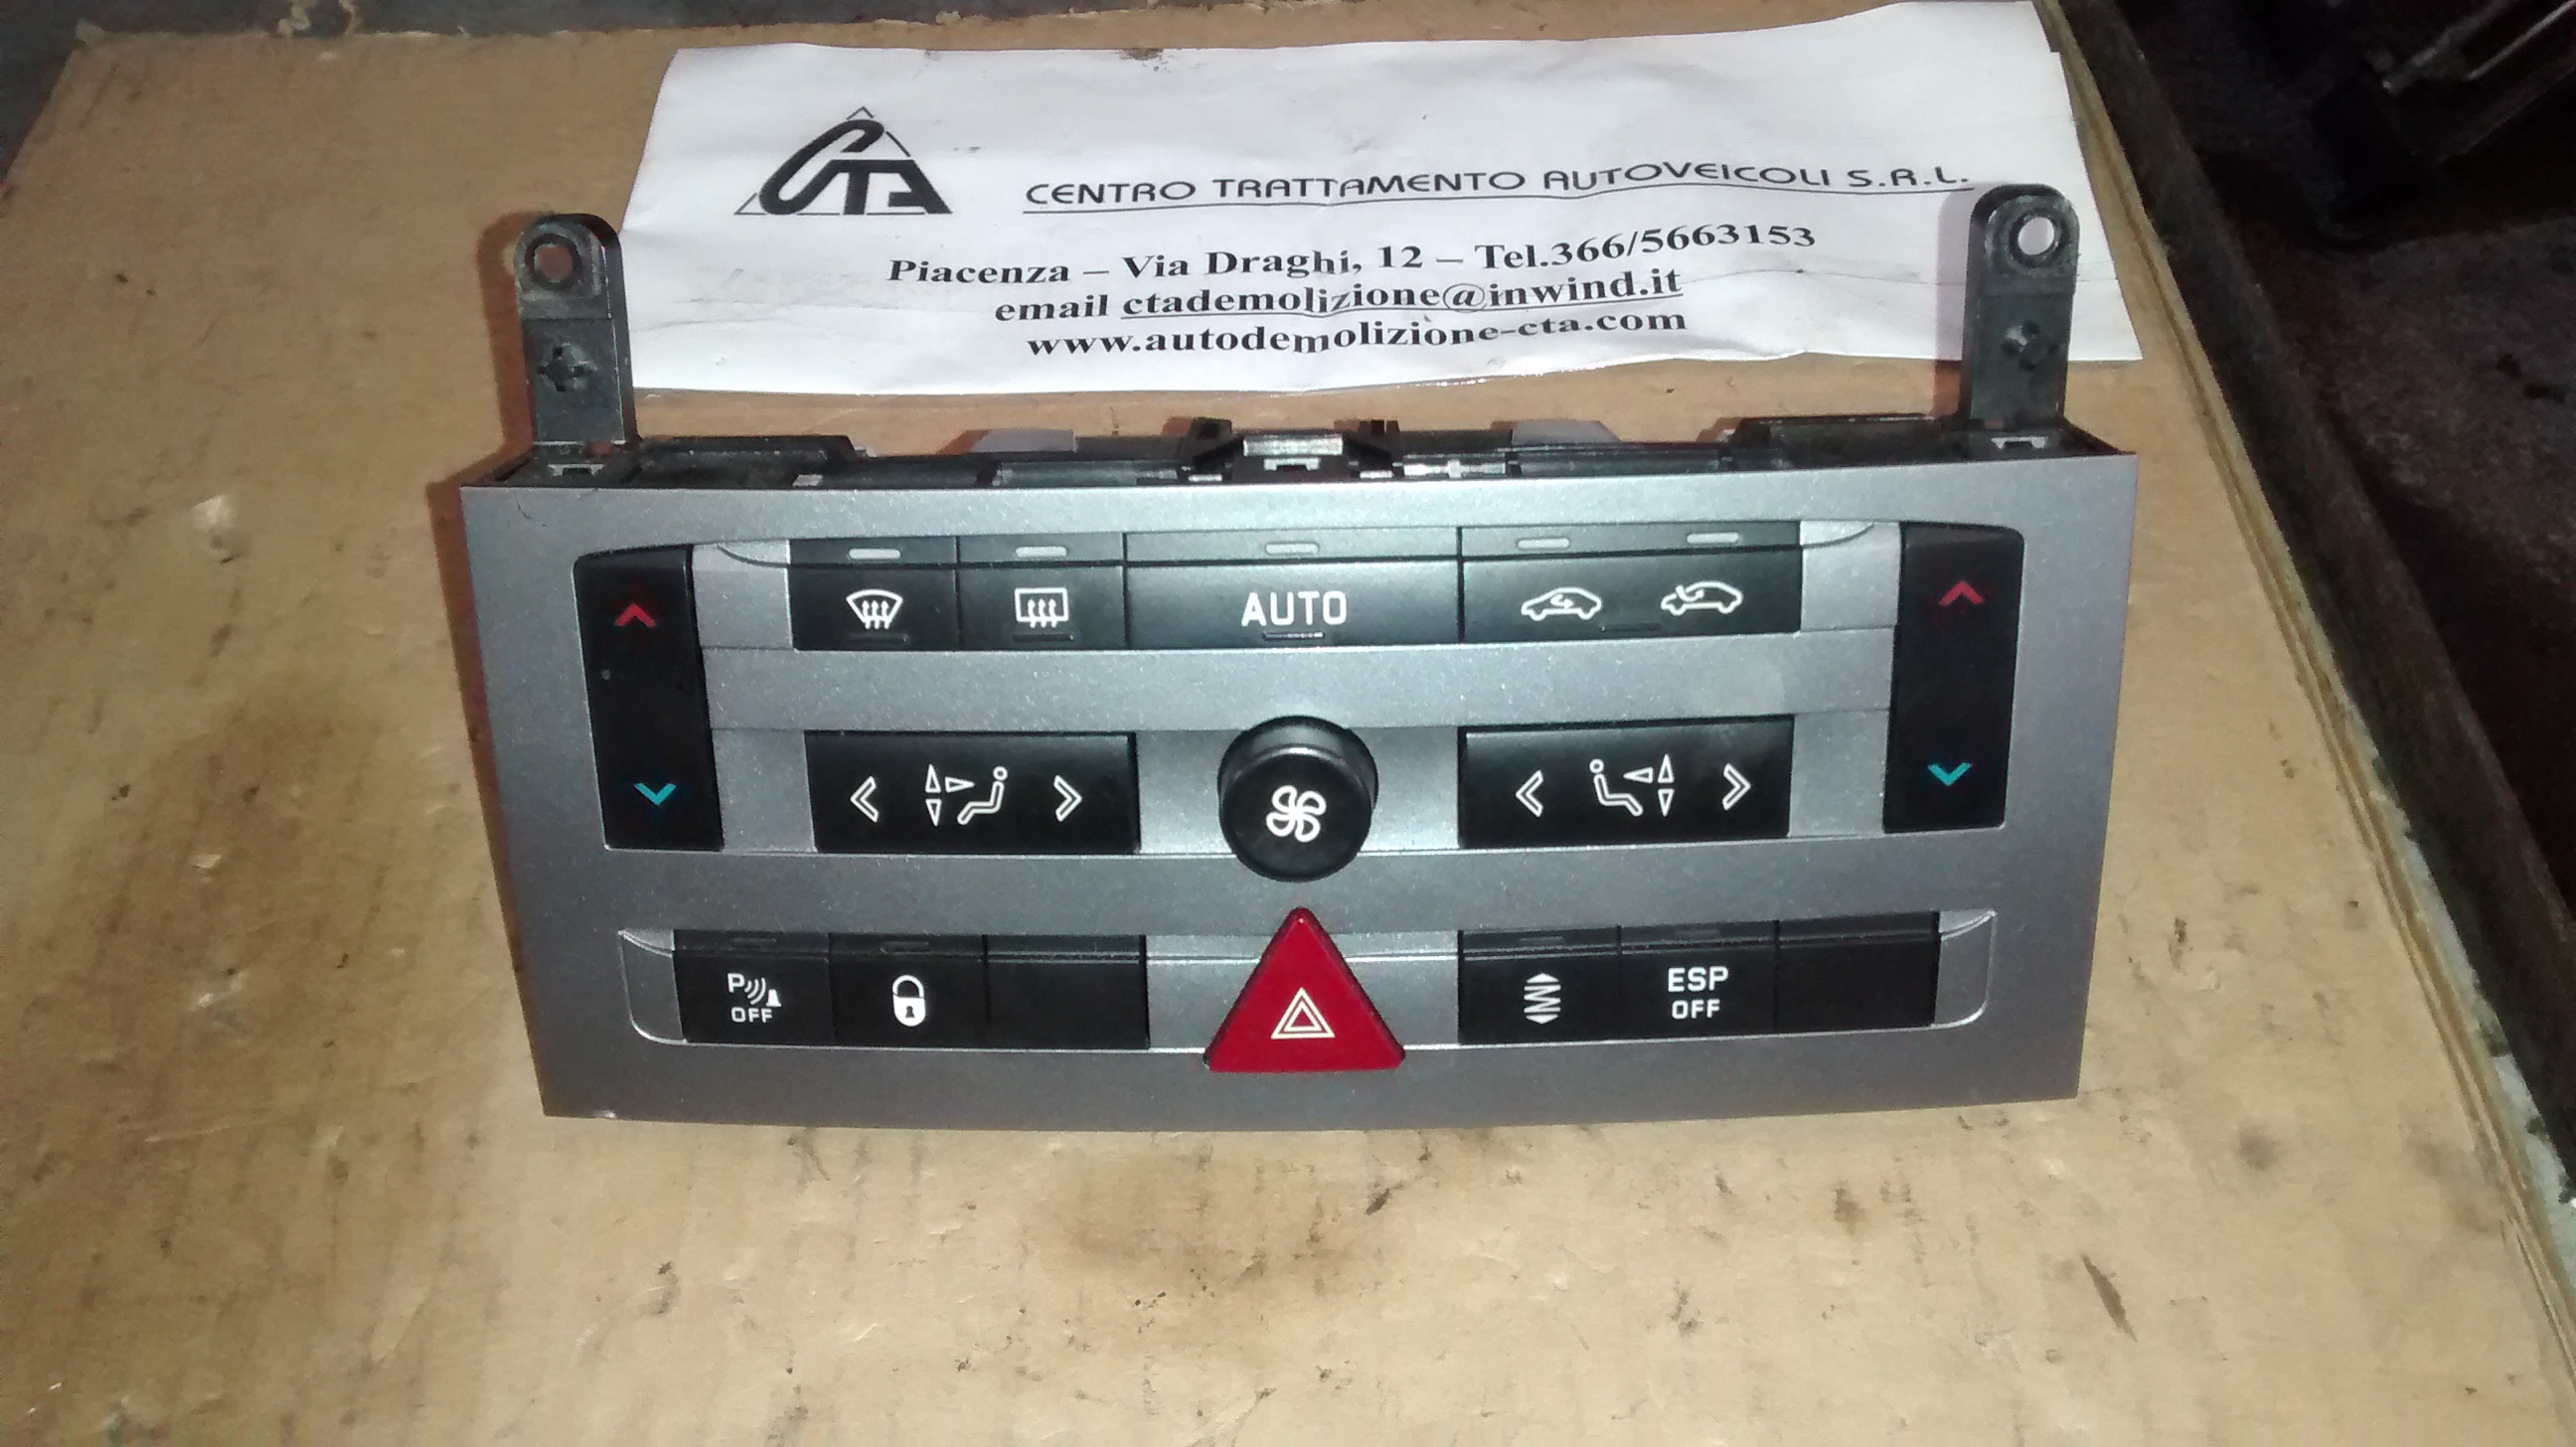 CTA
CENTRO TRATTAMENTO AUTOVEICOLI S.R.L.
Piacenza – Via Draghi, 12 – Tel.366/5663153
email ctademolizione@inwind.it
www.autodemolizione-cta.com
AUTO
P
OFF
ESP
OFF